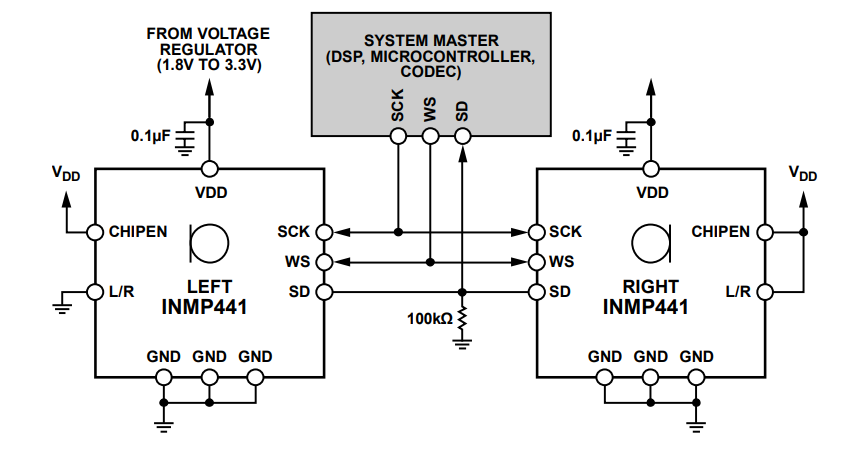 FROM VOLTAGE
REGULATOR
(1.8V TO 3.3V)
SYSTEM MASTER
(DSP, MICROCONTROLLER,
CODEC)
SCK
WS
SD
0.1µF
0.1µF
VDD
VDD
VDD
VDD
CHIPEN
SCK
SCK
CHIPEN
WS
WS
L/R
LEFT
INMP441
SD
SD
RIGHT
INMP441
L/R
100kΩ
GND GND GND
GND GND GND